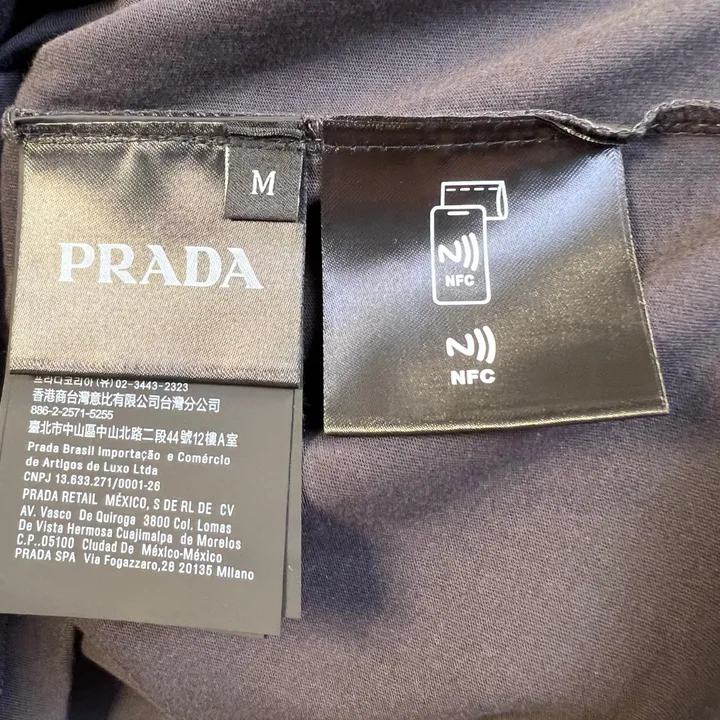 M
PRADA
프라다코리아 (유) 02-3443-2323
香港商台灣意比有限公司台灣分公司
886-2-2571-5255
臺北市中山區中山北路二段44號12樓A室
Prada Brasil Importação e Comércio
de Artigos de Luxo Ltda
CNPJ 13.633.271/0001-26
PRADA RETAIL MÉXICO, S DE RL DE CV
AV. Vasco De Quiroga 3800 Col. Lomas
De Vista Hermosa Cuajimalpa de Morelos
C.P..05100 Ciudad De México-México
PRADA SPA Via Fogazzaro,28 20135 Milano
NFC
NFC